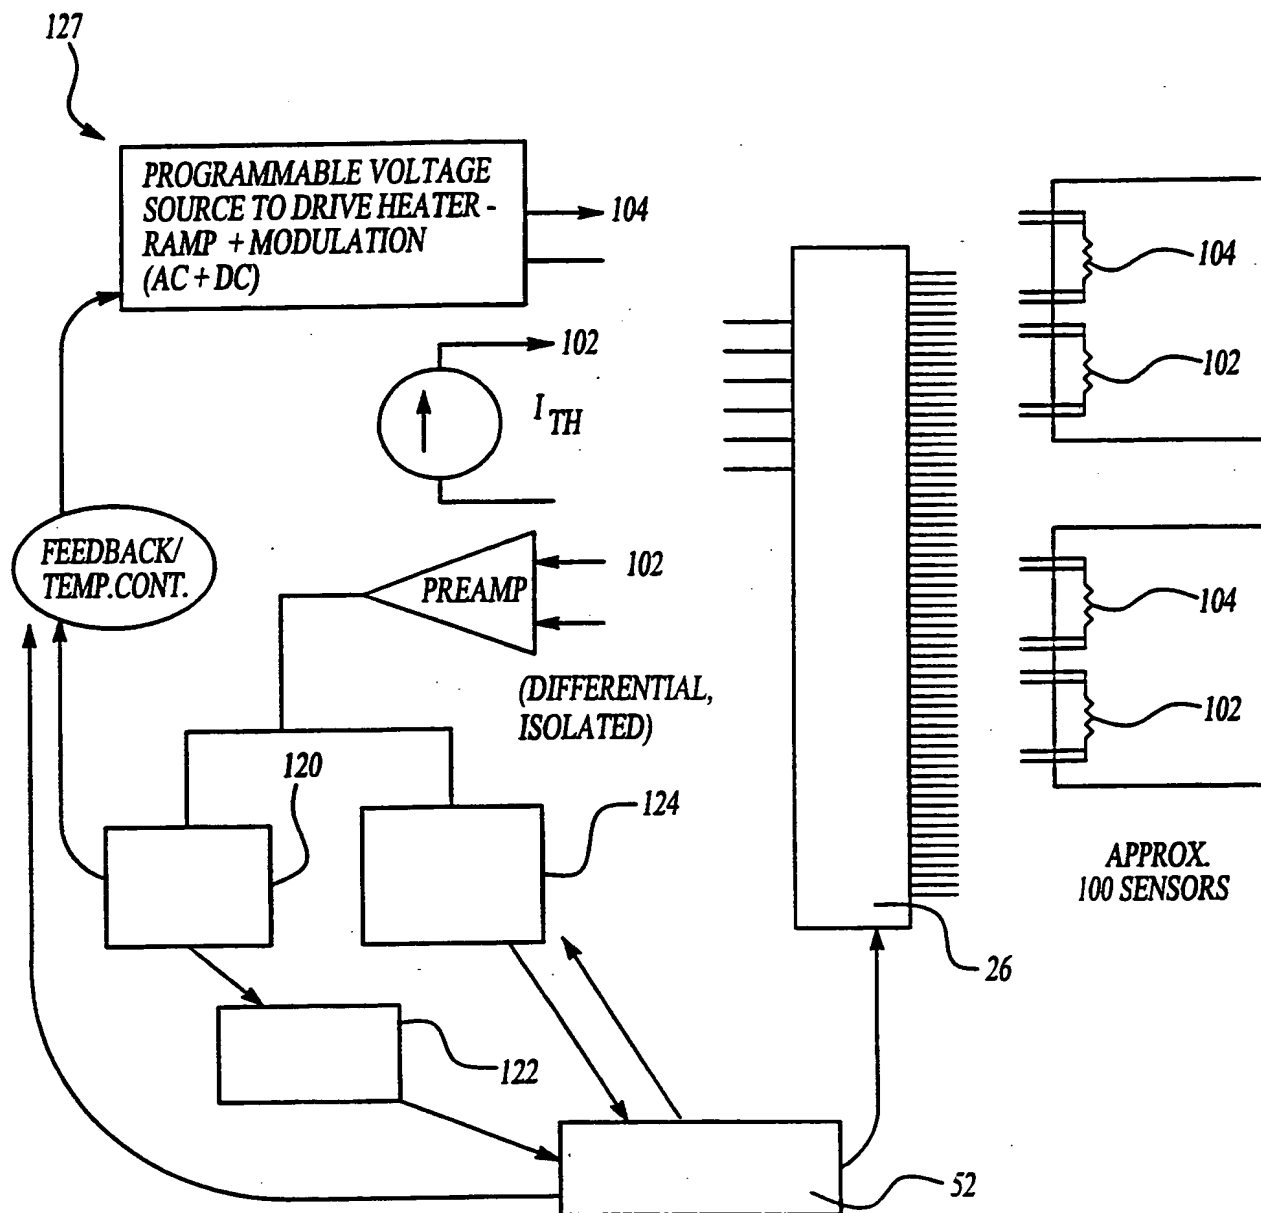 127
PROGRAMMABLE VOLTAGE
SOURCE TO DRIVE HEATER -
RAMP + MODULATION
(AC + DC)
104
102
I TH
FEEDBACK/
TEMP.CONT.
PREAMP
102
(DIFFERENTIAL,
ISOLATED)
120
124
122
52
26
104
102
104
102
APPROX.
100 SENSORS